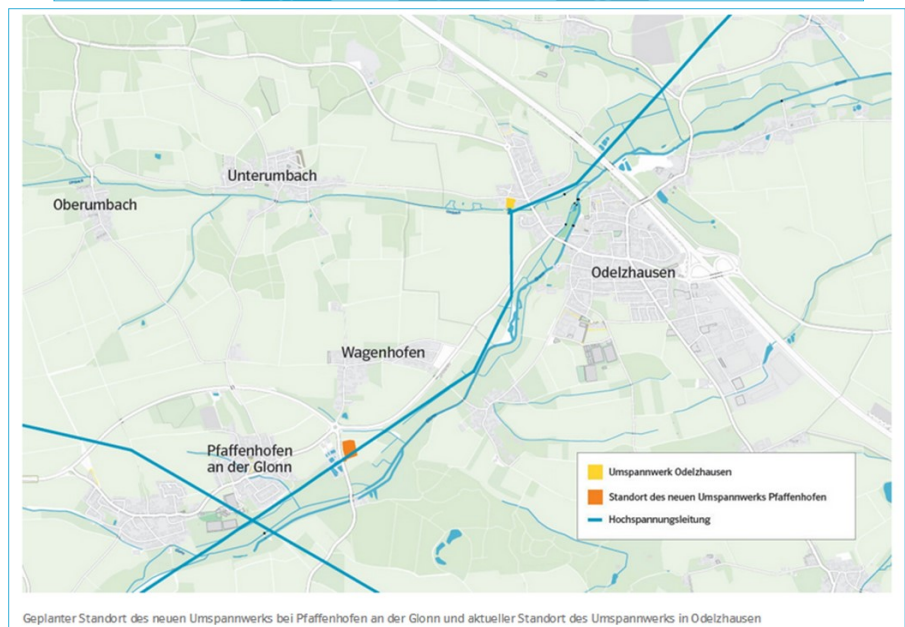 Unterumbach
Oberumbach
Odelzhausen
Wagenhofen
Pfaffenhofen
an der Glonn
Umspannwerk Odelzhausen
Standort des neuen Umspannwerks Pfaffenhofen
Hochspannungsleitung
Geplanter Standort des neuen Umspannwerks bei Pfaffenhofen an der Glonn und aktueller Standort des Umspannwerks in Odelzhausen